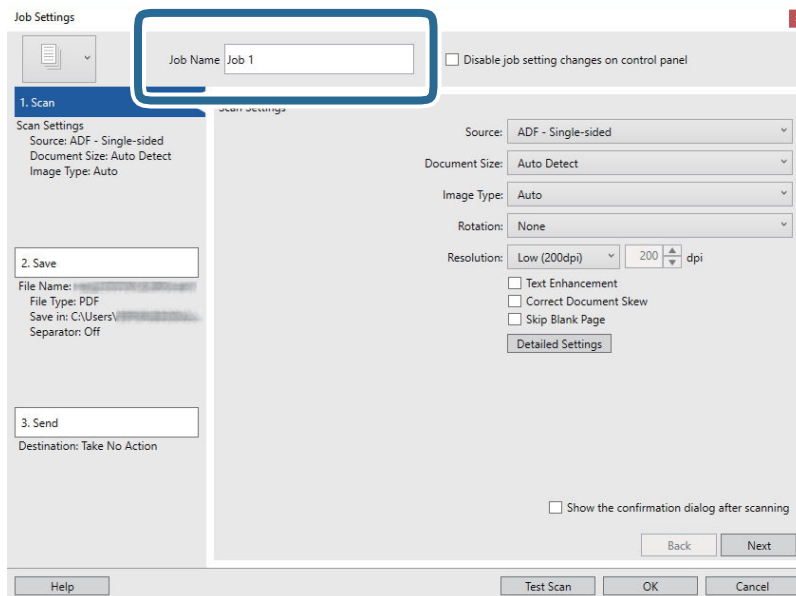 Job Settings
Job Name Job 1
Disable job setting changes on control panel
1. Scan
Scan Settings
Source: ADF - Single-sided
Document Size: Auto Detect
Image Type: Auto
2. Save
File Name:
File Type: PDF
Save in: C:\Users\
Separator: Off
3. Send
Destination: Take No Action
Scan Settings
Source: ADF - Single-sided
Document Size: Auto Detect
Image Type: Auto
Rotation: None
Resolution: Low (200dpi) 200 dpi
Text Enhancement
Correct Document Skew
Skip Blank Page
Detailed Settings
Show the confirmation dialog after scanning
Back Next
Help Test Scan OK Cancel